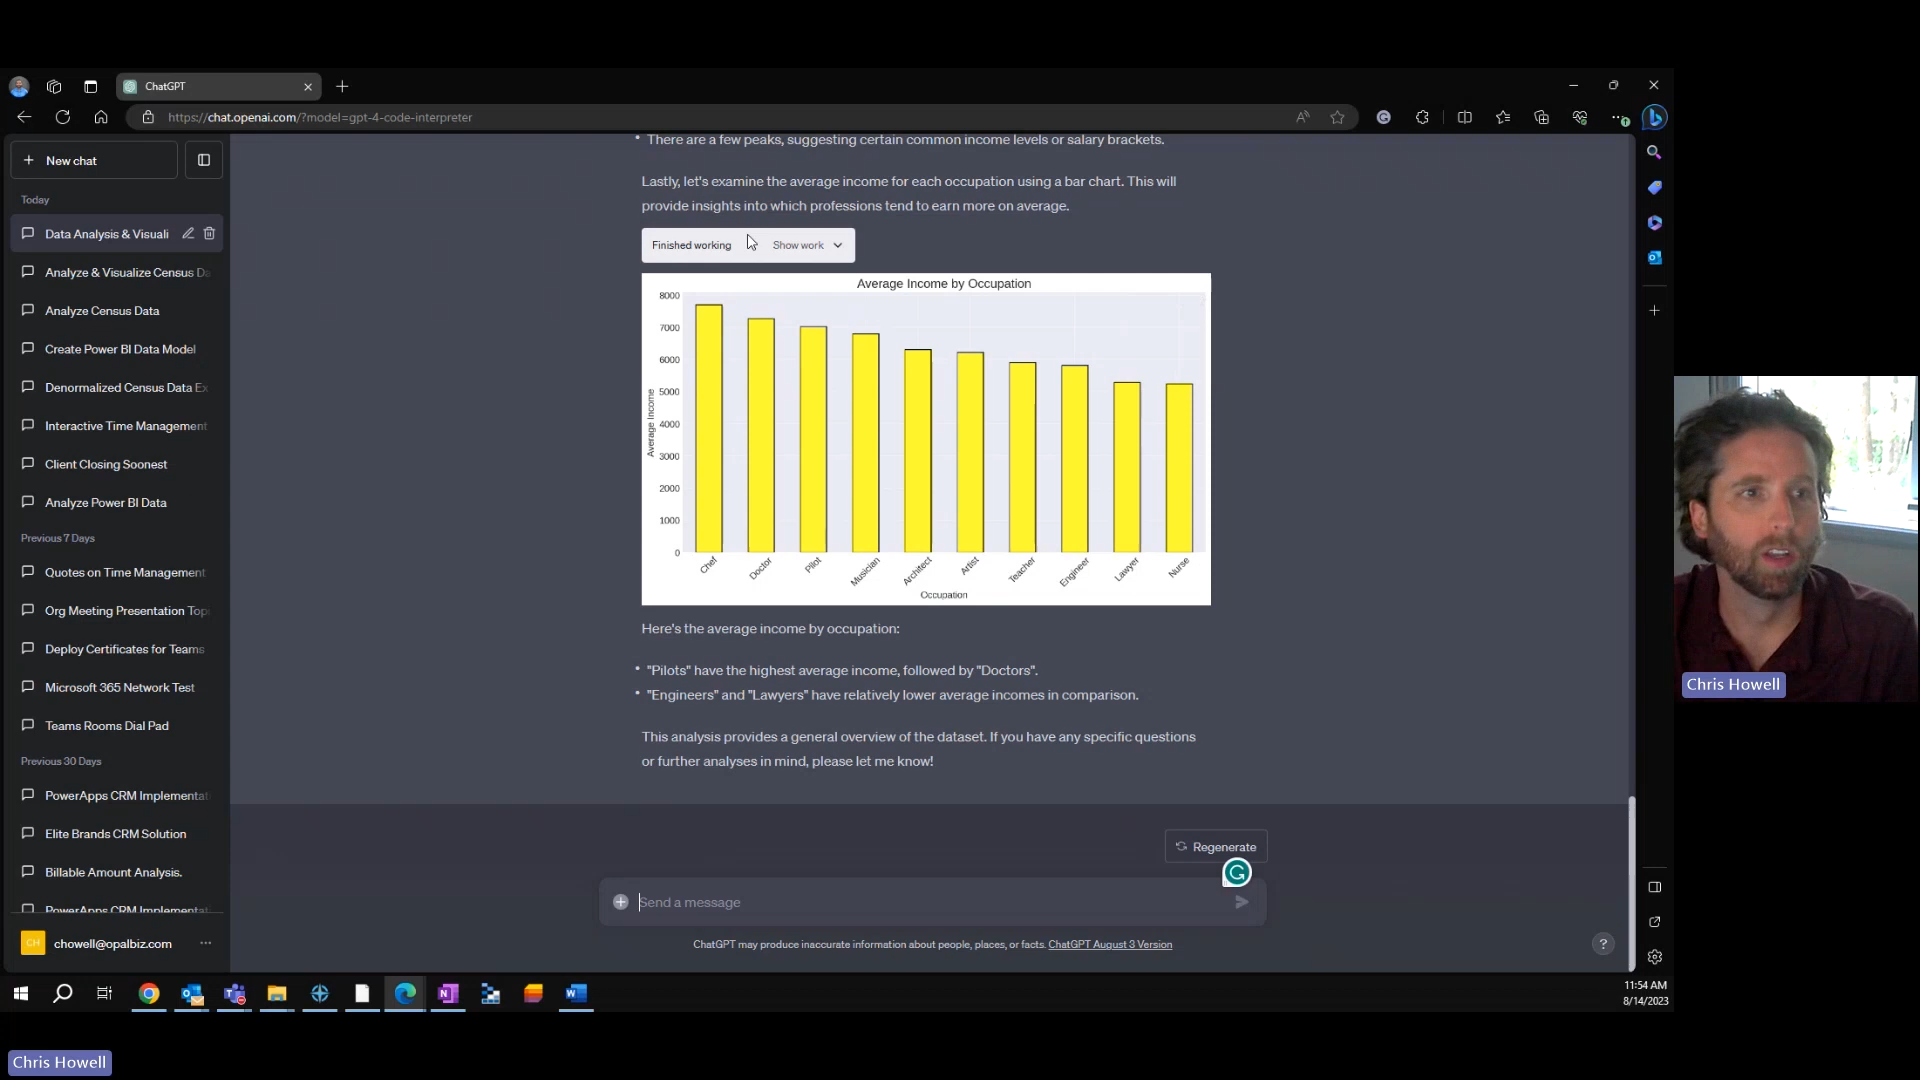 ChatGPT
https://chat.openai.com/?model=gpt-4-code-interpreter
New chat
Today
Data Analysis & Visuali
Analyze & Visualize Census Da
Analyze Census Data
Create Power BI Data Model
Denormalized Census Data Ex
Interactive Time Management
Client Closing Soonest
Analyze Power BI Data
Previous 7 Days
Quotes on Time Management
Org Meeting Presentation Top
Deploy Certificates for Teams
Microsoft 365 Network Test
Teams Rooms Dial Pad
Previous 30 Days
PowerApps CRM Implementat
Elite Brands CRM Solution
Billable Amount Analysis.
PowerApps CRM Implementat
CH
chowell@opalbiz.com
• There are a few peaks, suggesting certain common income levels or salary brackets.
Lastly, let's examine the average income for each occupation using a bar chart. This will
provide insights into which professions tend to earn more on average.
Finished working Show work
Average Income by Occupation
8000
7000
6000
5000
4000
3000
2000
1000
0
Average Income
Chef Doctor Pilot Musician Architect Artist Teacher Engineer Lawyer Nurse
Occupation
Here's the average income by occupation:
• "Pilots" have the highest average income, followed by "Doctors".
• "Engineers" and "Lawyers" have relatively lower average incomes in comparison.
This analysis provides a general overview of the dataset. If you have any specific questions
or further analyses in mind, please let me know!
Regenerate
Send a message
ChatGPT may produce inaccurate information about people, places, or facts. ChatGPT August 3 Version
?
Chris Howell
11:54 AM
8/14/2023
Chris Howell